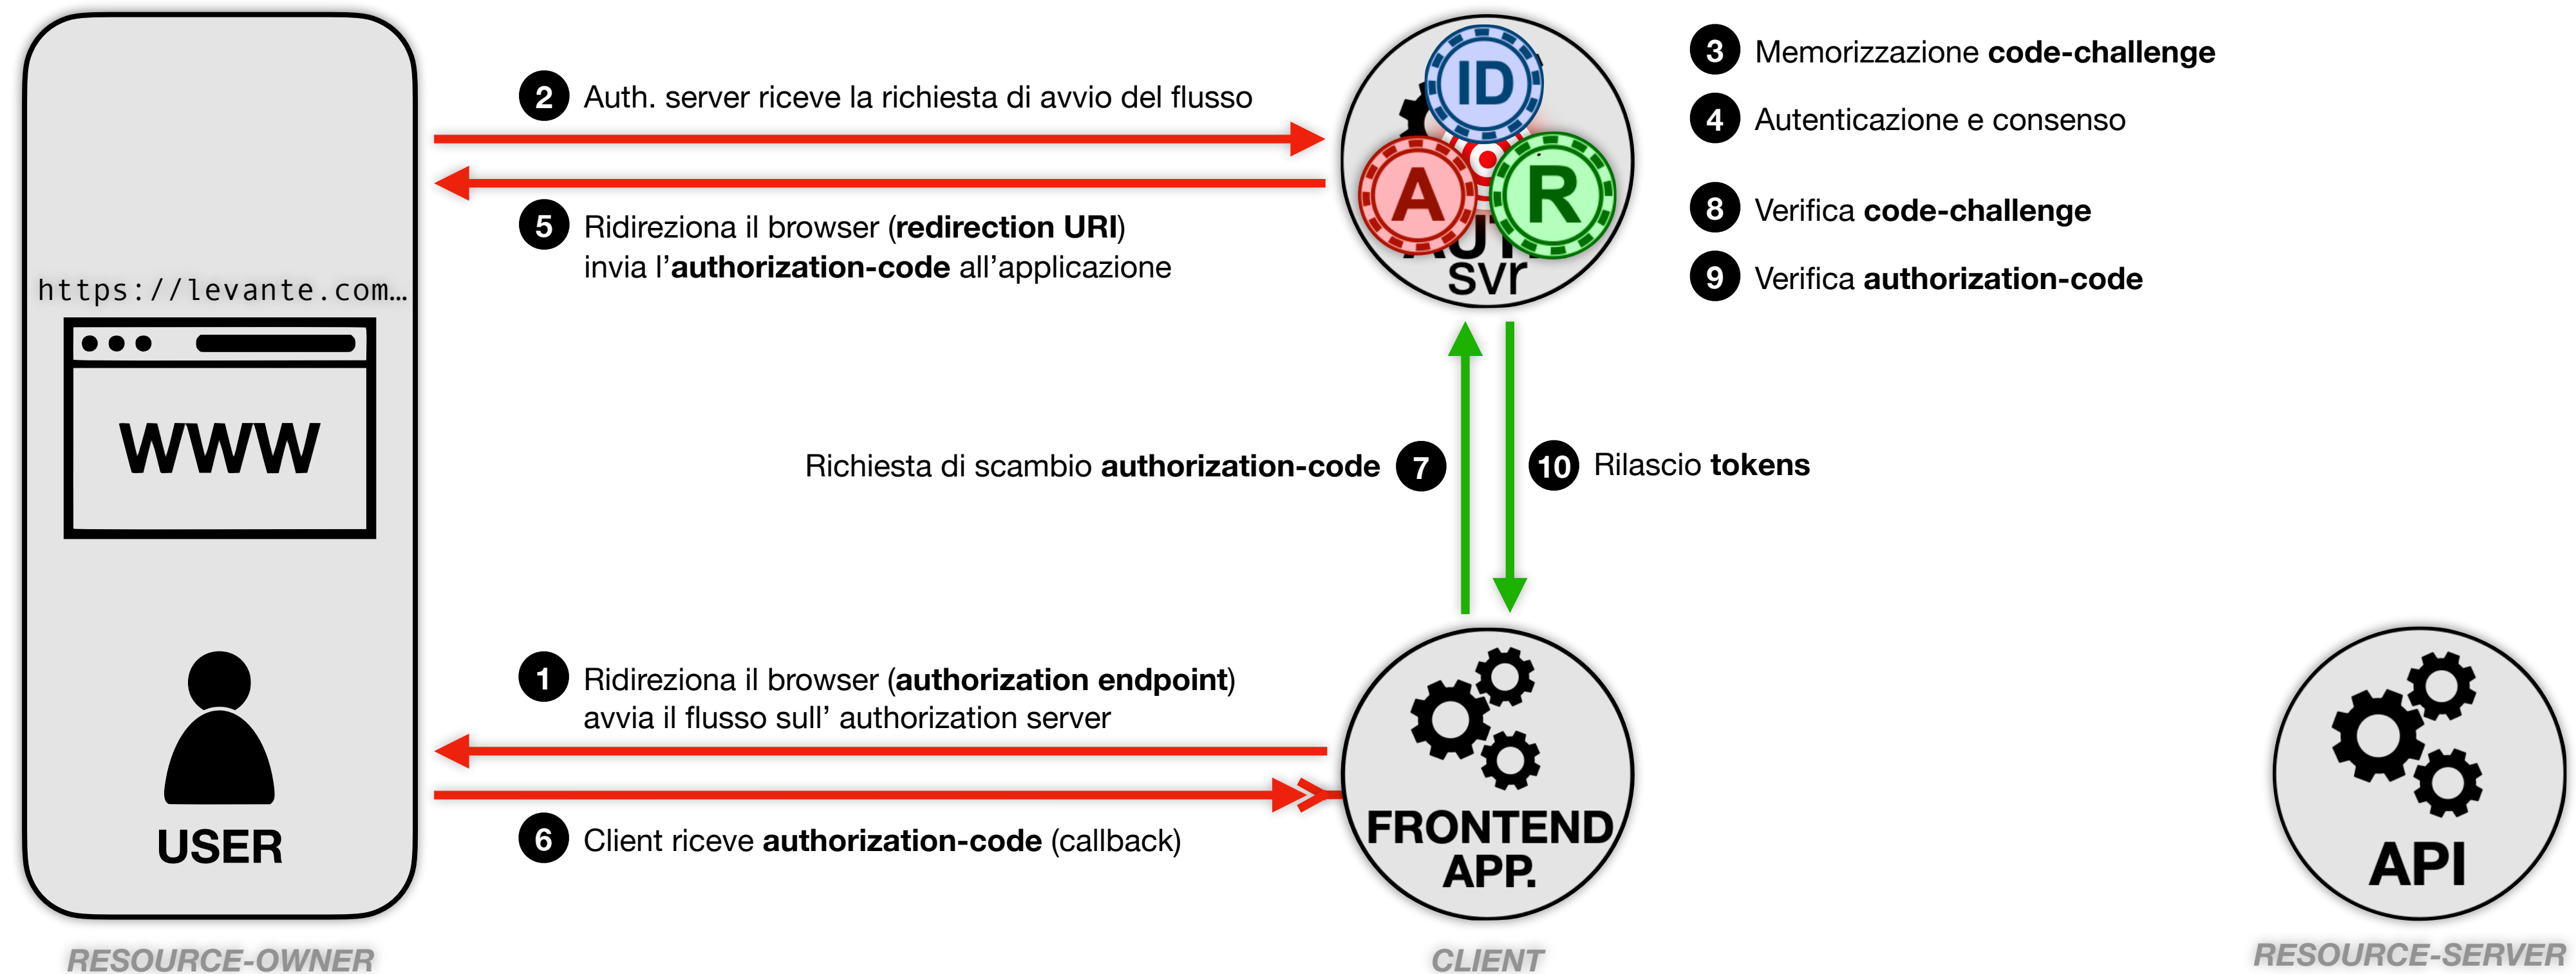 2 Auth. server riceve la richiesta di avvio del flusso
5 Ridireziona il browser (redirection URI)
invia l’authorization-code all’applicazione
ID
A
R
svr
3 Memorizzazione code-challenge
4 Autenticazione e consenso
8 Verifica code-challenge
9 Verifica authorization-code
https://levante.com…
WWW
USER
Richiesta di scambio authorization-code 7
10 Rilascio tokens
1 Ridireziona il browser (authorization endpoint)
avvia il flusso sull’ authorization server
6 Client riceve authorization-code (callback)
FRONTEND
APP.
API
RESOURCE-OWNER
CLIENT
RESOURCE-SERVER